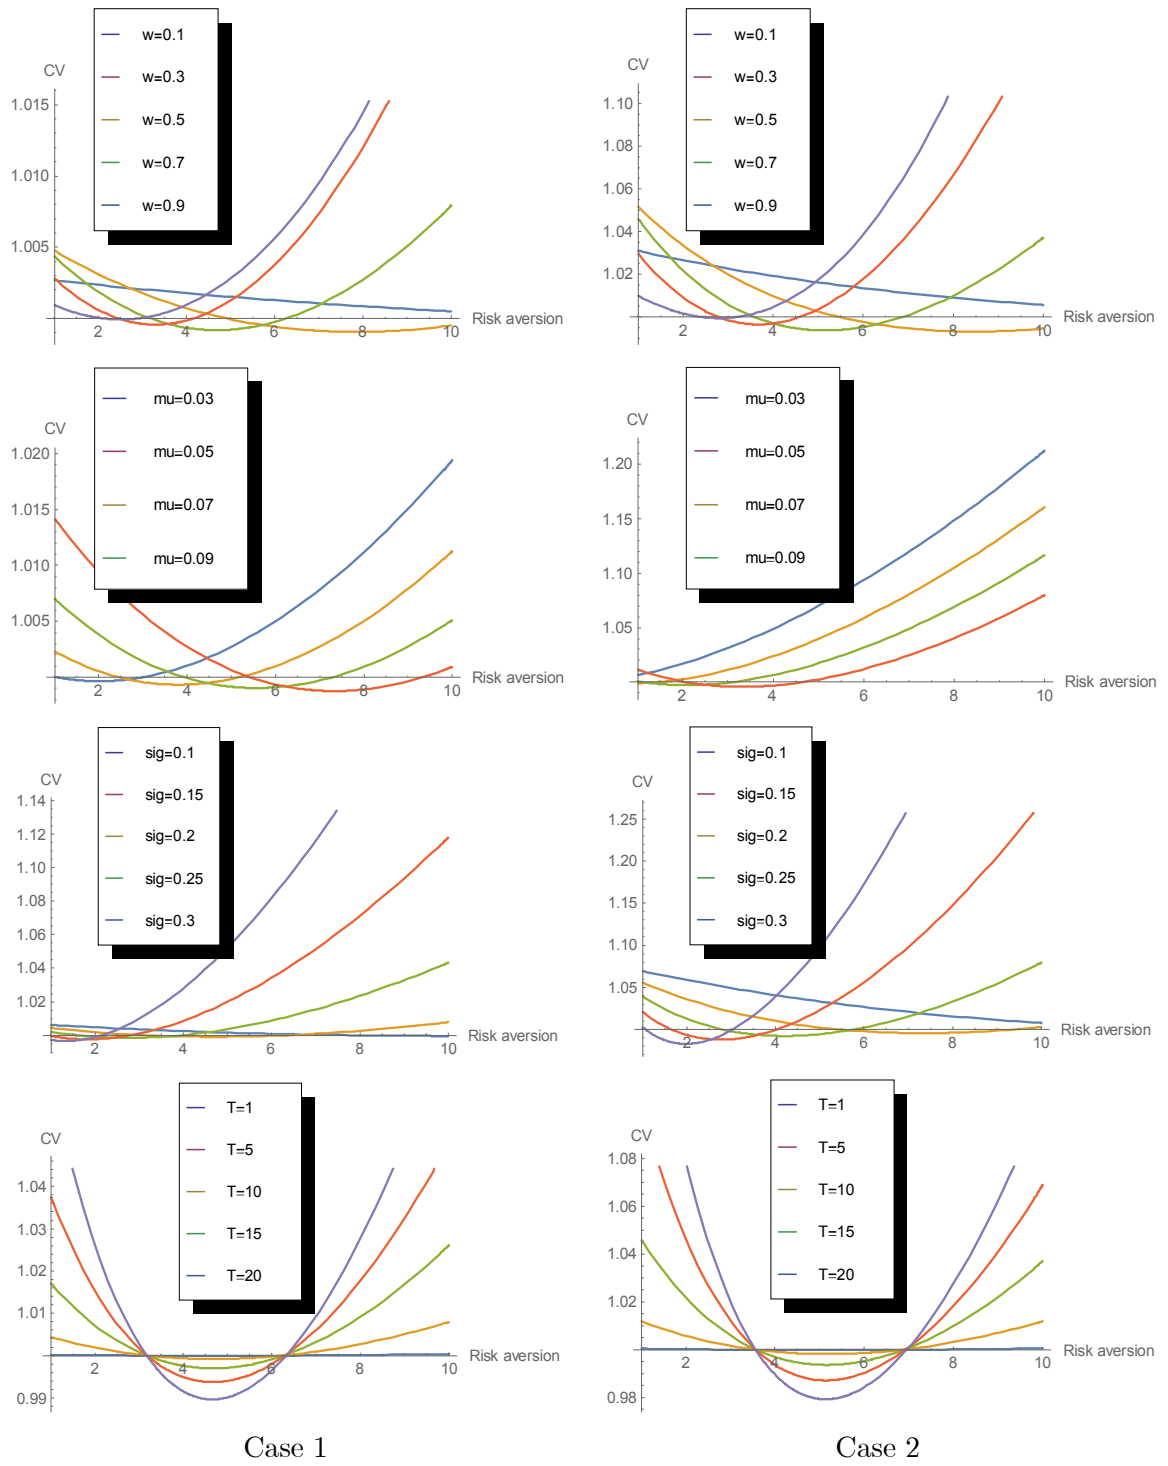 w=0.1
w=0.3
w=0.5
w=0.7
w=0.9
CV
1.015
1.010
1.005
2 4 6 8 10
Risk aversion
w=0.1
w=0.3
w=0.5
w=0.7
w=0.9
CV
1.10
1.08
1.06
1.04
1.02
2 4 6 8 10
Risk aversion
mu=0.03
mu=0.05
mu=0.07
mu=0.09
CV
1.020
1.015
1.010
1.005
2 4 6 8 10
Risk aversion
mu=0.03
mu=0.05
mu=0.07
mu=0.09
CV
1.20
1.15
1.10
1.05
2 4 6 8 10
Risk aversion
sig=0.1
sig=0.15
sig=0.2
sig=0.25
sig=0.3
CV
1.14
1.12
1.10
1.08
1.06
1.04
1.02
2 4 6 8 10
Risk aversion
sig=0.1
sig=0.15
sig=0.2
sig=0.25
sig=0.3
CV
1.25
1.20
1.15
1.10
1.05
2 4 6 8 10
Risk aversion
T=1
T=5
T=10
T=15
T=20
CV
1.04
1.03
1.02
1.01
0.99
2 4 6 8 10
Risk aversion
T=1
T=5
T=10
T=15
T=20
CV
1.08
1.06
1.04
1.02
0.98
2 4 6 8 10
Risk aversion
Case 1
Case 2